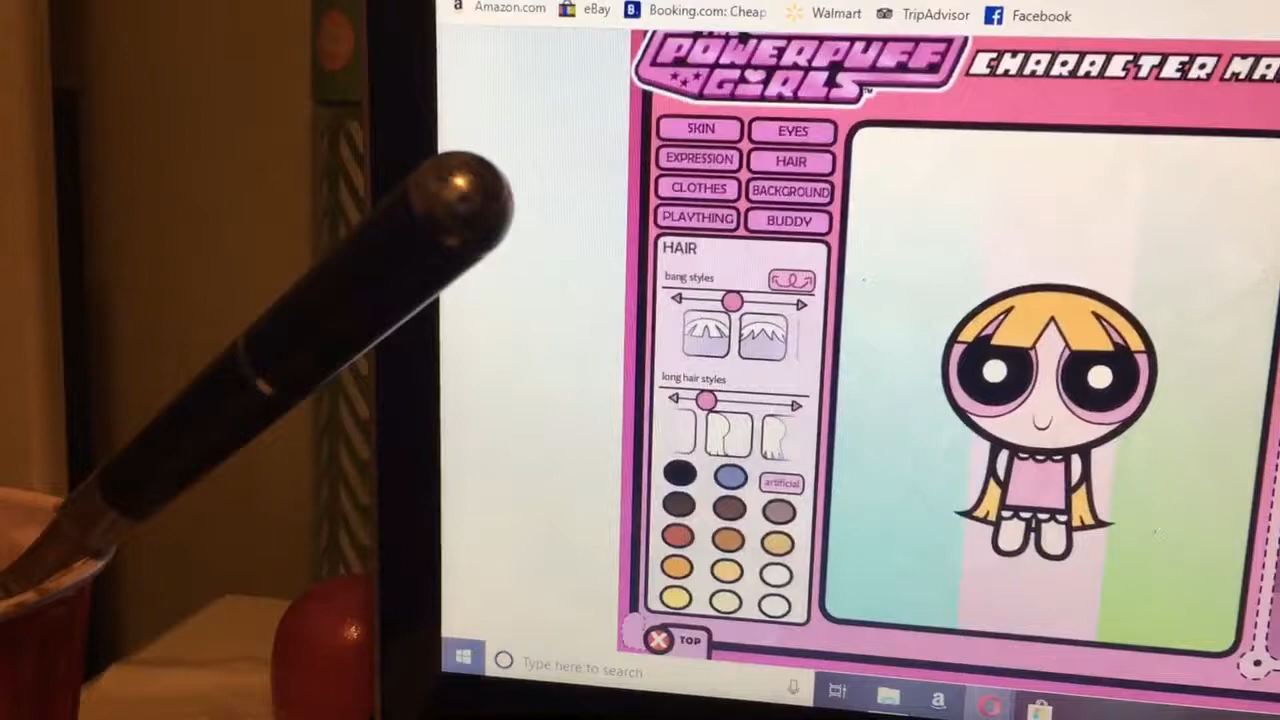 Amazon.com eBay Booking.com: Cheap Walmart TripAdvisor Facebook
THE
POWERPUFF
GIRLS
CHARACTER MA
SKIN EYES
EXPRESSION HAIR
CLOTHES BACKGROUND
PLAYTHING BUDDY
HAIR
bang styles
long hair styles
artificial
TOP
Type here to search